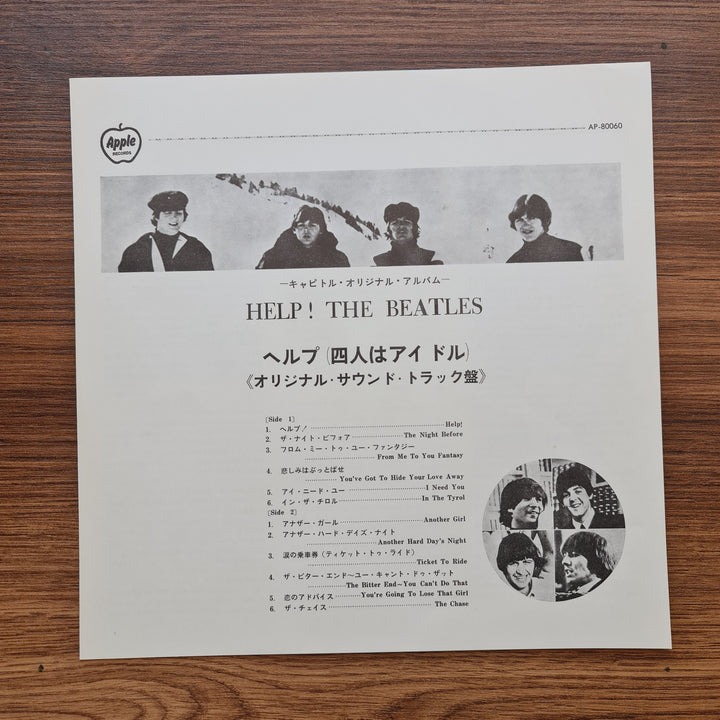 Apple
RECORDS
AP-80060
—キャピトル・オリジナル・アルバム—
HELP! THE BEATLES
ヘルプ(四人はアイドル)
《オリジナル・サウンド・トラック盤》
[Side 1]
1. ヘルプ! Help!
2. ザ・ナイト・ビフォア The Night Before
3. フロム・ミー・トゥ・ユー・ファンタジー
From Me To You Fantasy
4. 悲しみはぶっとばせ
You've Got To Hide Your Love Away
5. アイ・ニード・ユー I Need You
6. イン・ザ・チロル In The Tyrol
[Side 2]
1. アナザー・ガール Another Girl
2. アナザー・ハード・デイズ・ナイト
Another Hard Day's Night
3. 涙の乗車券(ティケット・トゥ・ライド)
Ticket To Ride
4. ザ・ビター・エンド〜ユー・キャント・ドゥ・ザット
The Bitter End~You Can't Do That
5. 恋のアドバイス You're Going To Lose That Girl
6. ザ・チェイス The Chase